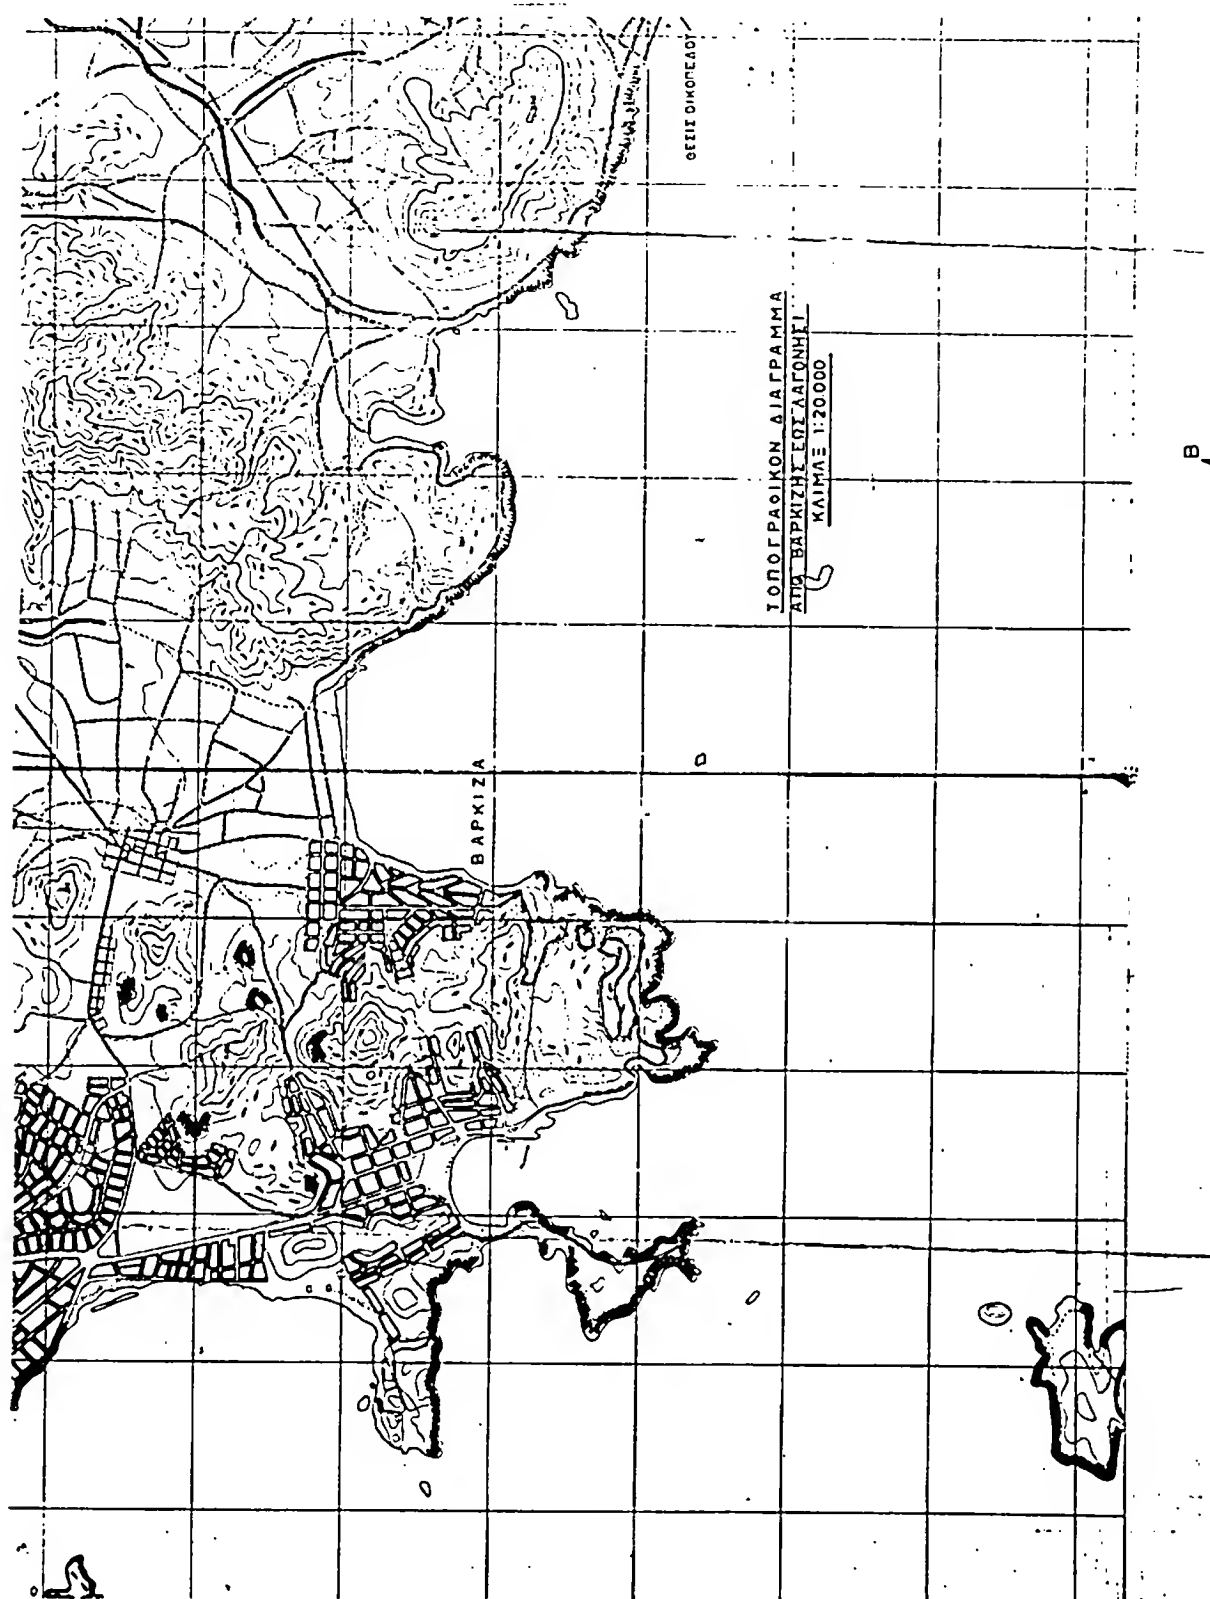 ΘΕΣΙΣ ΟΙΚΟΠΕΔΟΥ
ΤΟΠΟΓΡΑΦΙΚΟΝ ΔΙΑΓΡΑΜΜΑ
ΑΠΟ ΒΑΡΚΙΖΗΣ ΕΩΣ ΛΑΓΟΝΗΣΙ
ΚΛΙΜΑΞ 1:20.000
Β
ΒΑΡΚΙΖΑ